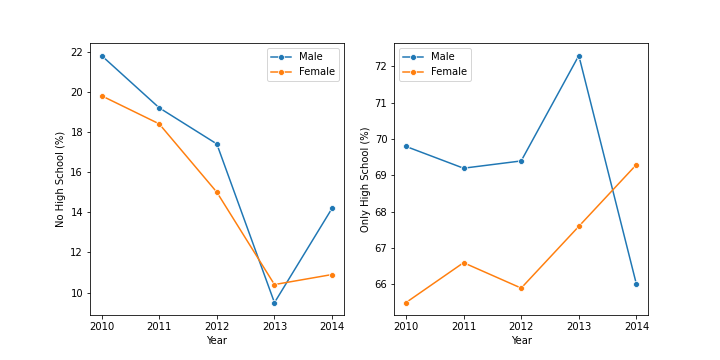 22
20
18
16
14
12
10
No High School (%)
2010 2011 2012 2013 2014
Year
Male
Female
72
71
70
69
68
67
66
Only High School (%)
2010 2011 2012 2013 2014
Year
Male
Female